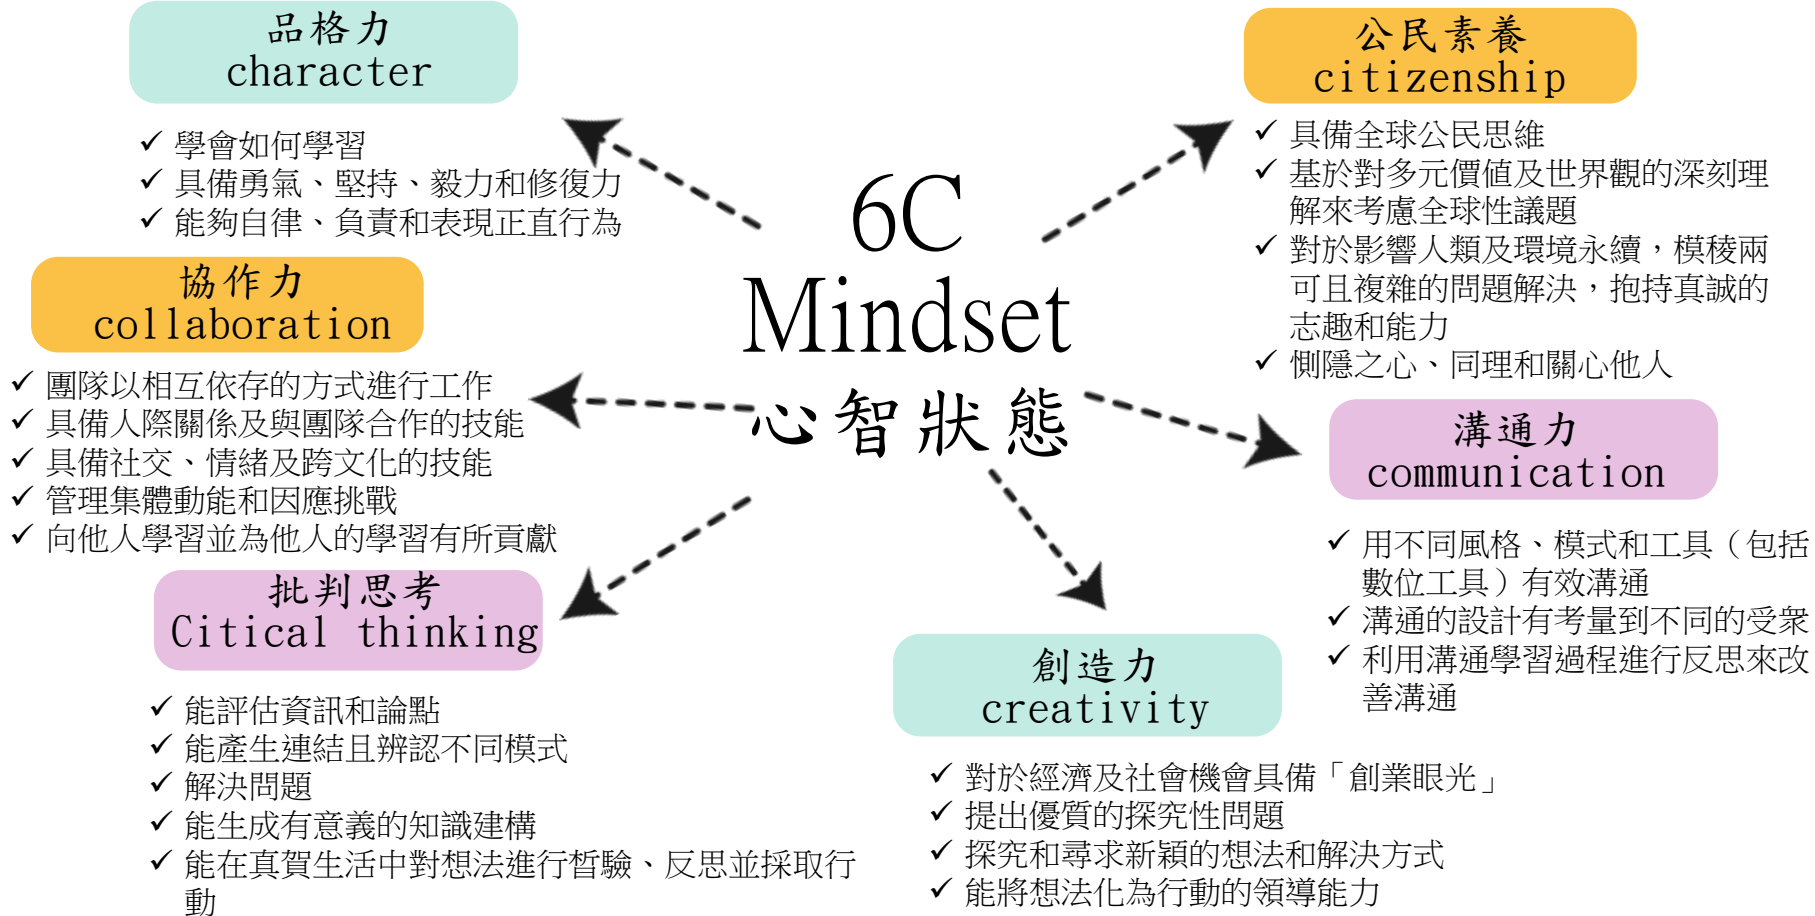 品格力
character
✓ 學會如何學習
✓ 具備勇氣、堅持、毅力和修復力
✓ 能夠自律、負責和表現正直行為
協作力
collaboration
✓ 團隊以相互依存的方式進行工作
✓ 具備人際關係及與團隊合作的技能
✓ 具備社交、情緒及跨文化的技能
✓ 管理集體動能和因應挑戰
✓ 向他人學習並為他人的學習有所貢獻
批判思考
Citical thinking
✓ 能評估資訊和論點
✓ 能產生連結且辨認不同模式
✓ 解決問題
✓ 能生成有意義的知識建構
✓ 能在真賀生活中對想法進行晳驗、反思並採取行
動
6C
Mindset
心智狀態
公民素養
citizenship
✓ 具備全球公民思維
✓ 基於對多元價值及世界觀的深刻理
解來考慮全球性議題
✓ 對於影響人類及環境永續，模稜兩
可且複雜的問題解決，抱持真誠的
志趣和能力
✓ 惻隱之心、同理和關心他人
溝通力
communication
✓ 用不同風格、模式和工具（包括
數位工具）有效溝通
✓ 溝通的設計有考量到不同的受眾
✓ 利用溝通學習過程進行反思來改
善溝通
創造力
creativity
✓ 對於經濟及社會機會具備「創業眼光」
✓ 提出優質的探究性問題
✓ 探究和尋求新穎的想法和解決方式
✓ 能將想法化為行動的領導能力